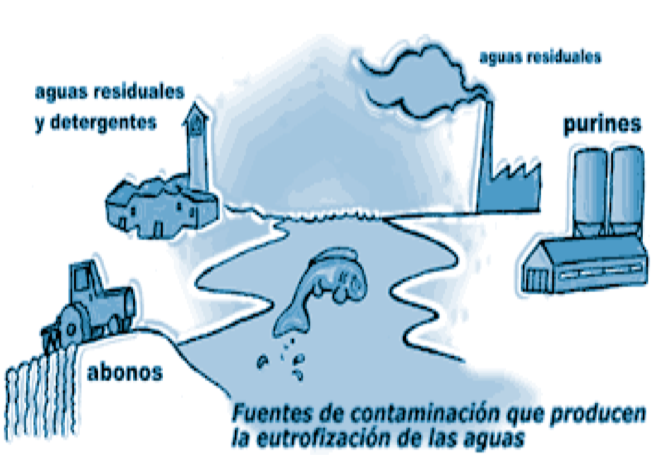 aguas residuales
aguas residuales
y detergentes
purines
abonos
Fuentes de contaminación que producen
la eutrofización de las aguas